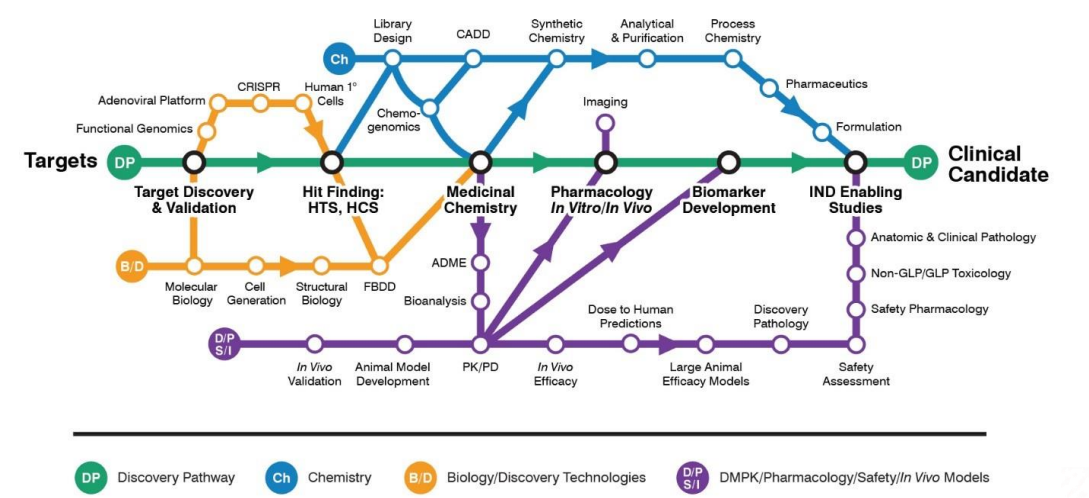 Library
Design
CADD
Synthetic
Chemistry
Analytical
& Purification
Process
Chemistry
Ch
Pharmaceutics
Formulation
Chemo-
genomics
Adenoviral Platform
CRISPR
Human 1°
Cells
Functional Genomics
Imaging
Targets
DP
Target Discovery
& Validation
Hit Finding:
HTS, HCS
Medicinal
Chemistry
Pharmacology
In Vitro/In Vivo
Biomarker
Development
IND Enabling
Studies
DP
Clinical
Candidate
B/D
Molecular
Biology
Cell
Generation
Structural
Biology
FBDD
ADME
Bioanalysis
Anatomic & Clinical Pathology
Non-GLP/GLP Toxicology
Safety Pharmacology
D/P
S/I
In Vivo
Validation
Animal Model
Development
PK/PD
In Vivo
Efficacy
Dose to Human
Predictions
Large Animal
Efficacy Models
Discovery
Pathology
Safety
Assessment
DP
Discovery Pathway
Ch
Chemistry
B/D
Biology/Discovery Technologies
D/P
S/I
DMPK/Pharmacology/Safety/In Vivo Models